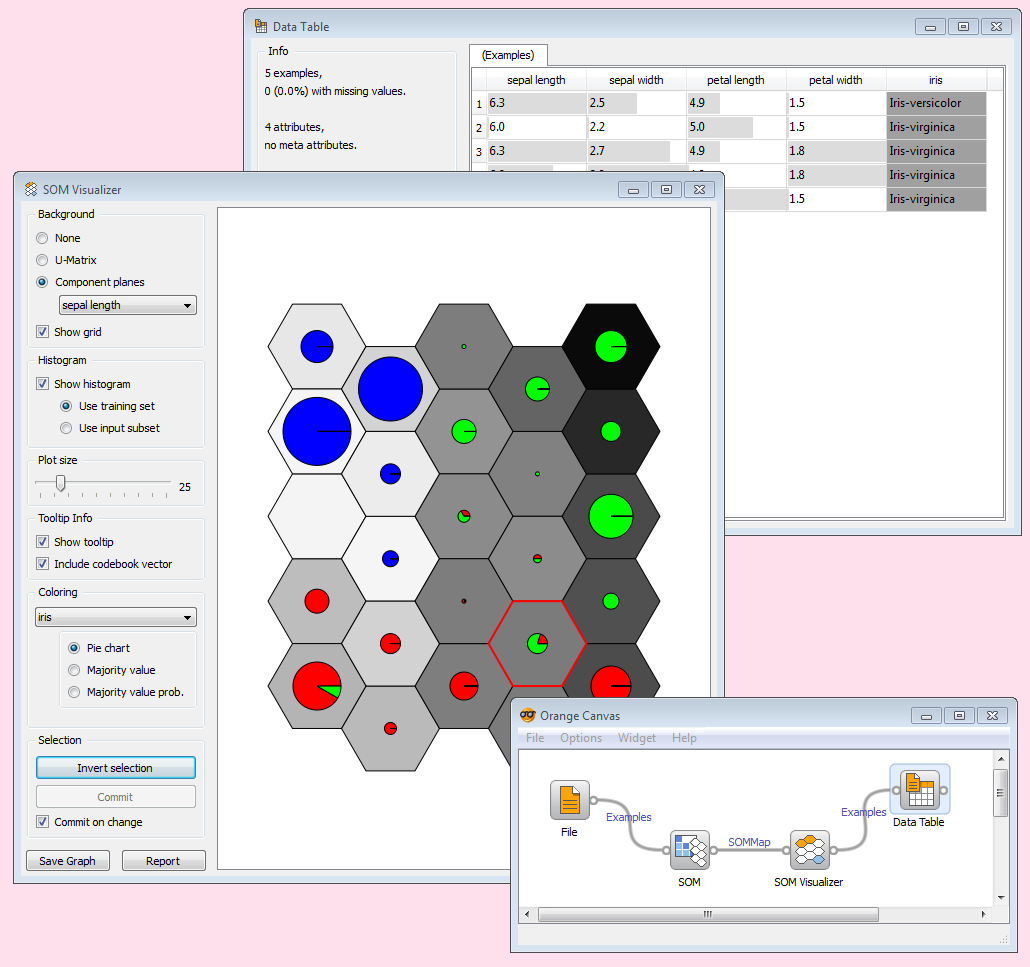 Data Table
Info
5 examples,
0 (0.0%) with missing values.
4 attributes,
no meta attributes.
(Examples)
sepal length sepal width petal length petal width iris
1 6.3 2.5 4.9 1.5 Iris-versicolor
2 6.0 2.2 5.0 1.5 Iris-virginica
3 6.3 2.7 4.9 1.8 Iris-virginica
1.8 Iris-virginica
1.5 Iris-virginica
SOM Visualizer
Background
None
U-Matrix
Component planes
sepal length
Show grid
Histogram
Show histogram
Use training set
Use input subset
Plot size
25
Tooltip Info
Show tooltip
Include codebook vector
Coloring
iris
Pie chart
Majority value
Majority value prob.
Selection
Invert selection
Commit
Commit on change
Save Graph Report
Orange Canvas
File Options Widget Help
File
Examples
SOM
SOMMap
SOM Visualizer
Examples
Data Table